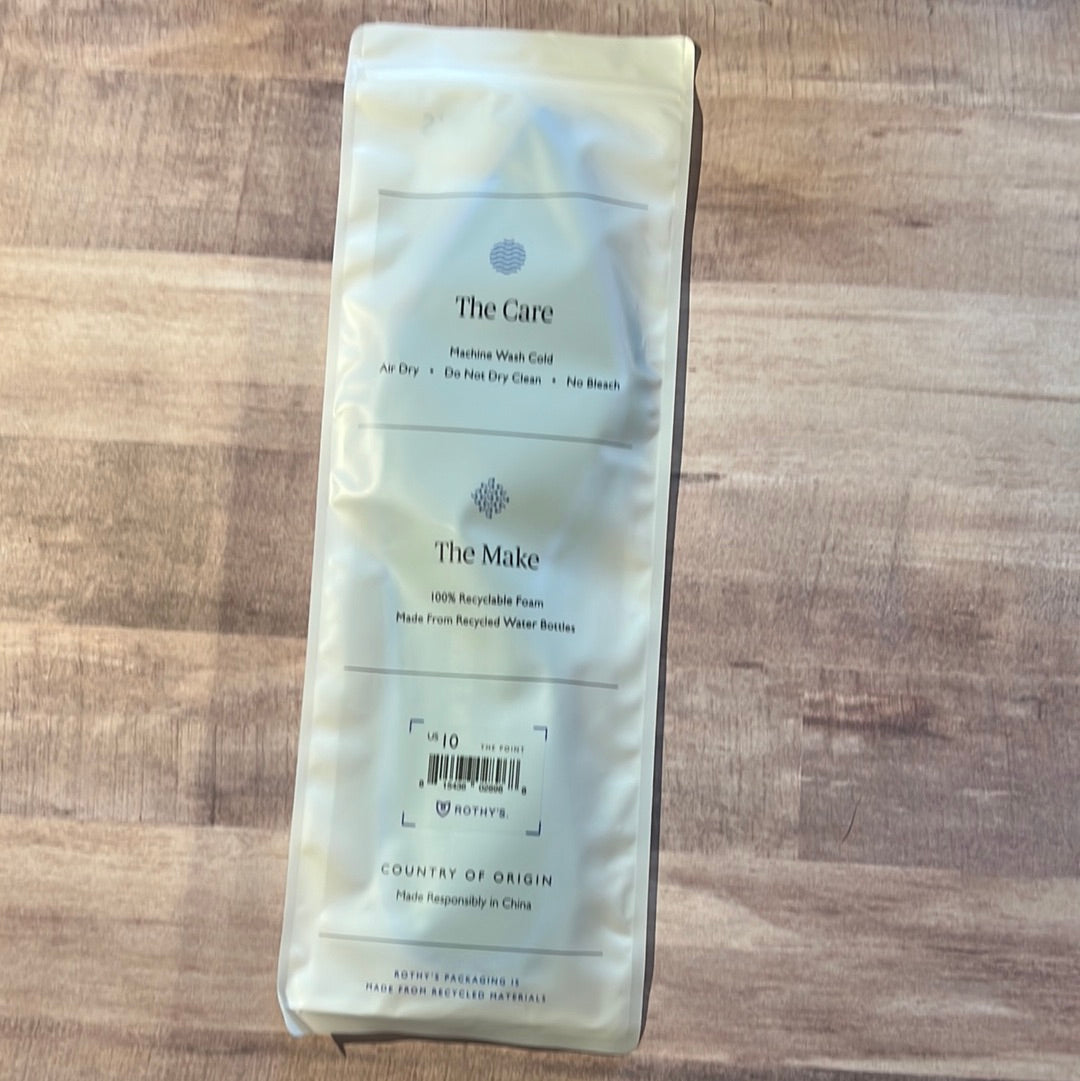 The Care
Machine Wash Cold
Air Dry • Do Not Dry Clean • No Bleach
The Make
100% Recyclable Foam
Made From Recycled Water Bottles
US 10 THE POINT
ROTHY'S.
COUNTRY OF ORIGIN
Made Responsibly in China
ROTHY'S PACKAGING IS
MADE FROM RECYCLED MATERIALS